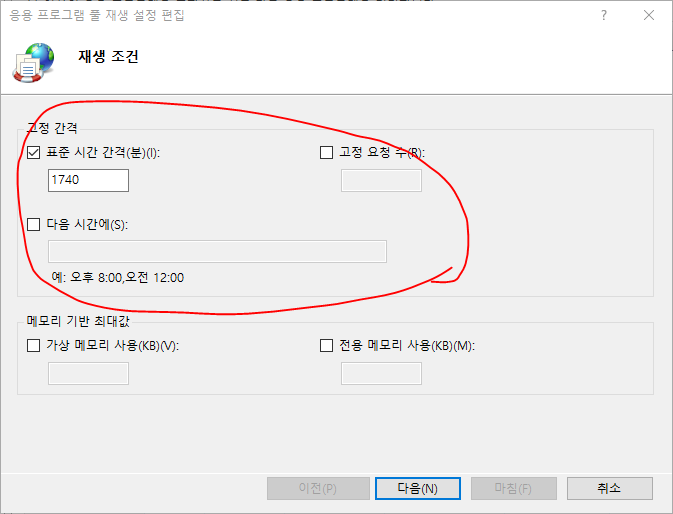 응용 프로그램 풀 재생 설정 편집
재생 조건
고정 간격
표준 시간 간격(분)(I):
고정 요청 수(R):
1740
다음 시간에(S):
예: 오후 8:00,오전 12:00
메모리 기반 최대값
가상 메모리 사용(KB)(V):
전용 메모리 사용(KB)(M):
이전(P)
다음(N)
마침(F)
취소